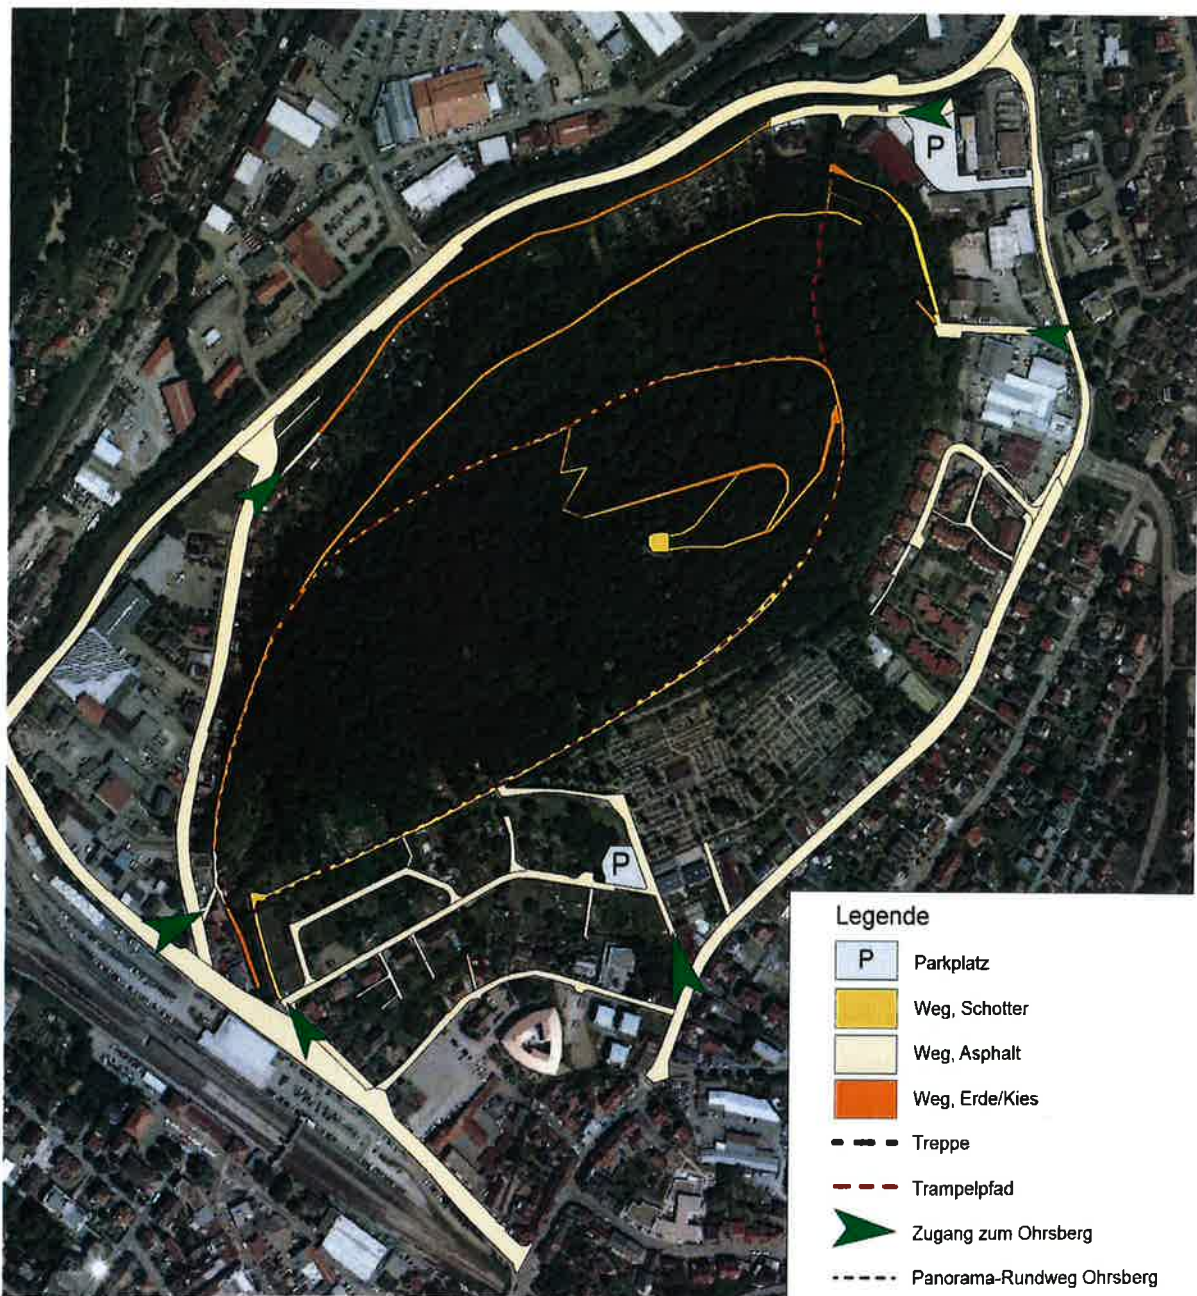 P
P
Legende
P Parkplatz
Weg, Schotter
Weg, Asphalt
Weg, Erde/Kies
Treppe
Trampelpfad
Zugang zum Ohrsberg
Panorama-Rundweg Ohrsberg